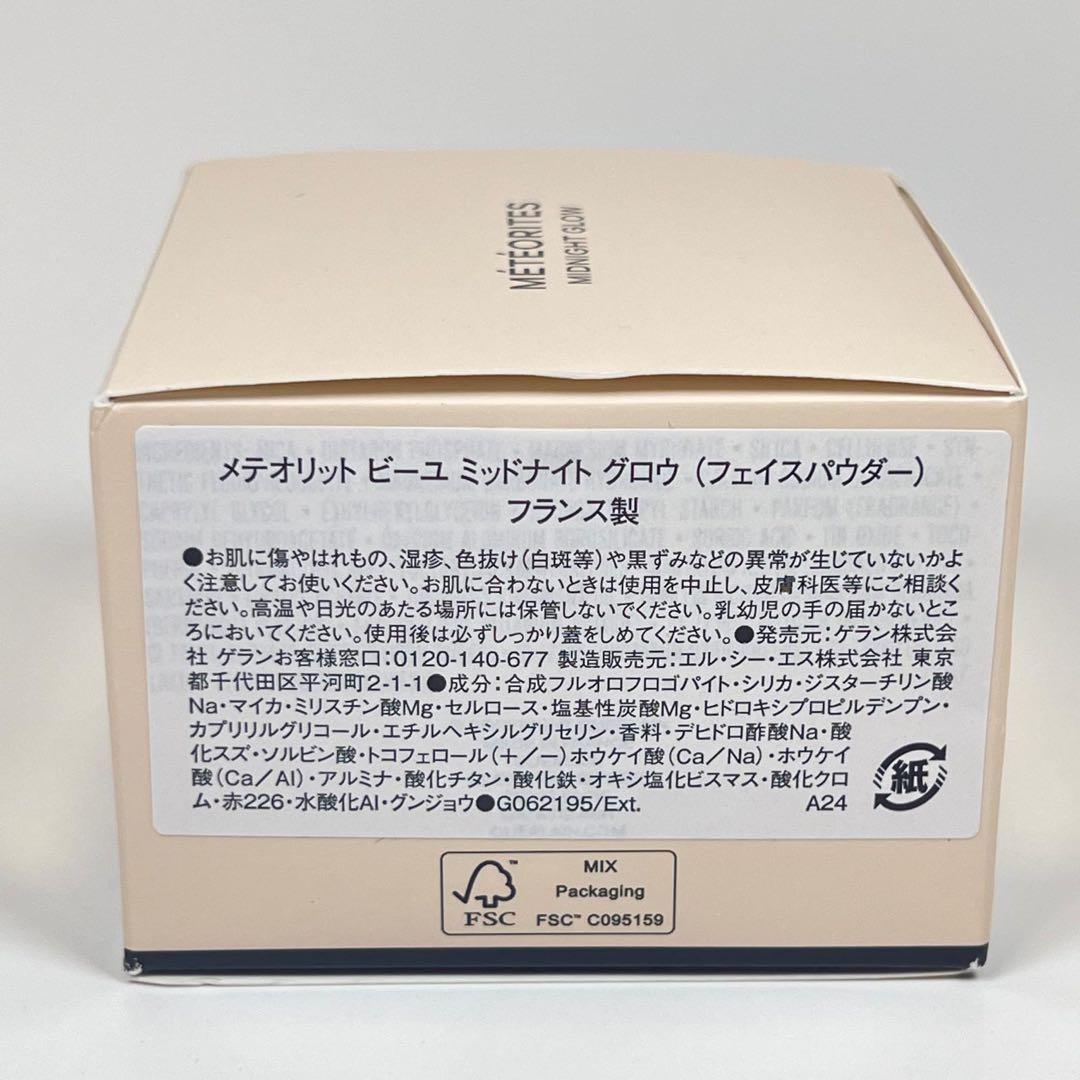 MÉTÉORITES
MIDNIGHT GLOW
メテオリット ビーユ ミッドナイト グロウ (フェイスパウダー)
フランス製
●お肌に傷やはれもの、湿疹、色抜け(白斑等)や黒ずみなどの異常が生じていないかよ
く注意してお使いください。お肌に合わないときは使用を中止し、皮膚科医等にご相談く
ださい。高温や日光のあたる場所には保管しないでください。乳幼児の手の届かないとこ
ろにおいてください。使用後は必ずしっかり蓋をしめてください。●発売元:ゲラン株式会
社 ゲランお客様窓口:0120-140-677 製造販売元:エル・シー・エス株式会社 東京
都千代田区平河町2-1-1●成分:合成フルオロフロゴパイト・シリカ・ジスターチリン酸
Na・マイカ・ミリスチン酸Mg・セルロース・塩基性炭酸Mg・ヒドロキシプロピルデンプン・
カプリリルグリコール・エチルヘキシルグリセリン・香料・デヒドロ酢酸Na・酸
化スズ・ソルビン酸・トコフェロール(+/−)ホウケイ酸(Ca/Na)・ホウケイ
酸(Ca/Al)・アルミナ・酸化チタン・酸化鉄・オキシ塩化ビスマス・酸化クロ
ム・赤226・水酸化Al・グンジョウ●G062195/Ext. A24
紙
FSC™
MIX
Packaging
FSC™ C095159